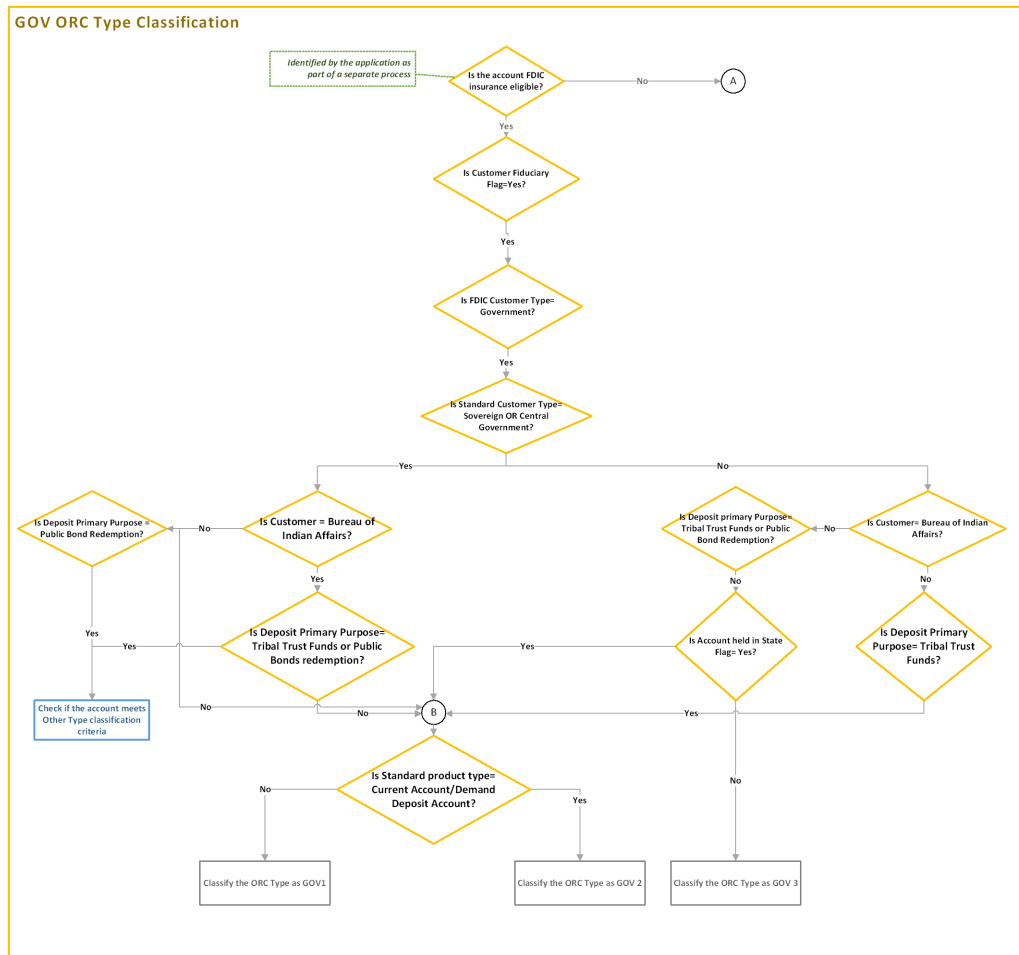 GOV ORC Type Classification
Identified by the application as
part of a separate process
Is the account FDIC
insurance eligible?
No
A
Yes
Is Customer Fiduciary
Flag=Yes?
Yes
Is FDIC Customer Type=
Government?
Yes
Is Standard Customer Type=
Sovereign OR Central
Government?
Yes
No
Is Deposit Primary Purpose =
Public Bond Redemption?
No
Is Customer = Bureau of
Indian Affairs?
Is Deposit primary Purpose=
Tribal Trust Funds or Public
Bond Redemption?
No
Is Customer= Bureau of Indian
Affairs?
Yes
No
No
Yes
Yes
Is Deposit Primary Purpose=
Tribal Trust Funds or Public
Bonds redemption?
Yes
Is Account held in State
Flag= Yes?
Is Deposit Primary
Purpose= Tribal Trust
Funds?
Check if the account meets
Other Type classification
criteria
No
No
B
Yes
Is Standard product type=
Current Account/Demand
Deposit Account?
No
Yes
No
Classify the ORC Type as GOV1
Classify the ORC Type as GOV 2
Classify the ORC Type as GOV 3